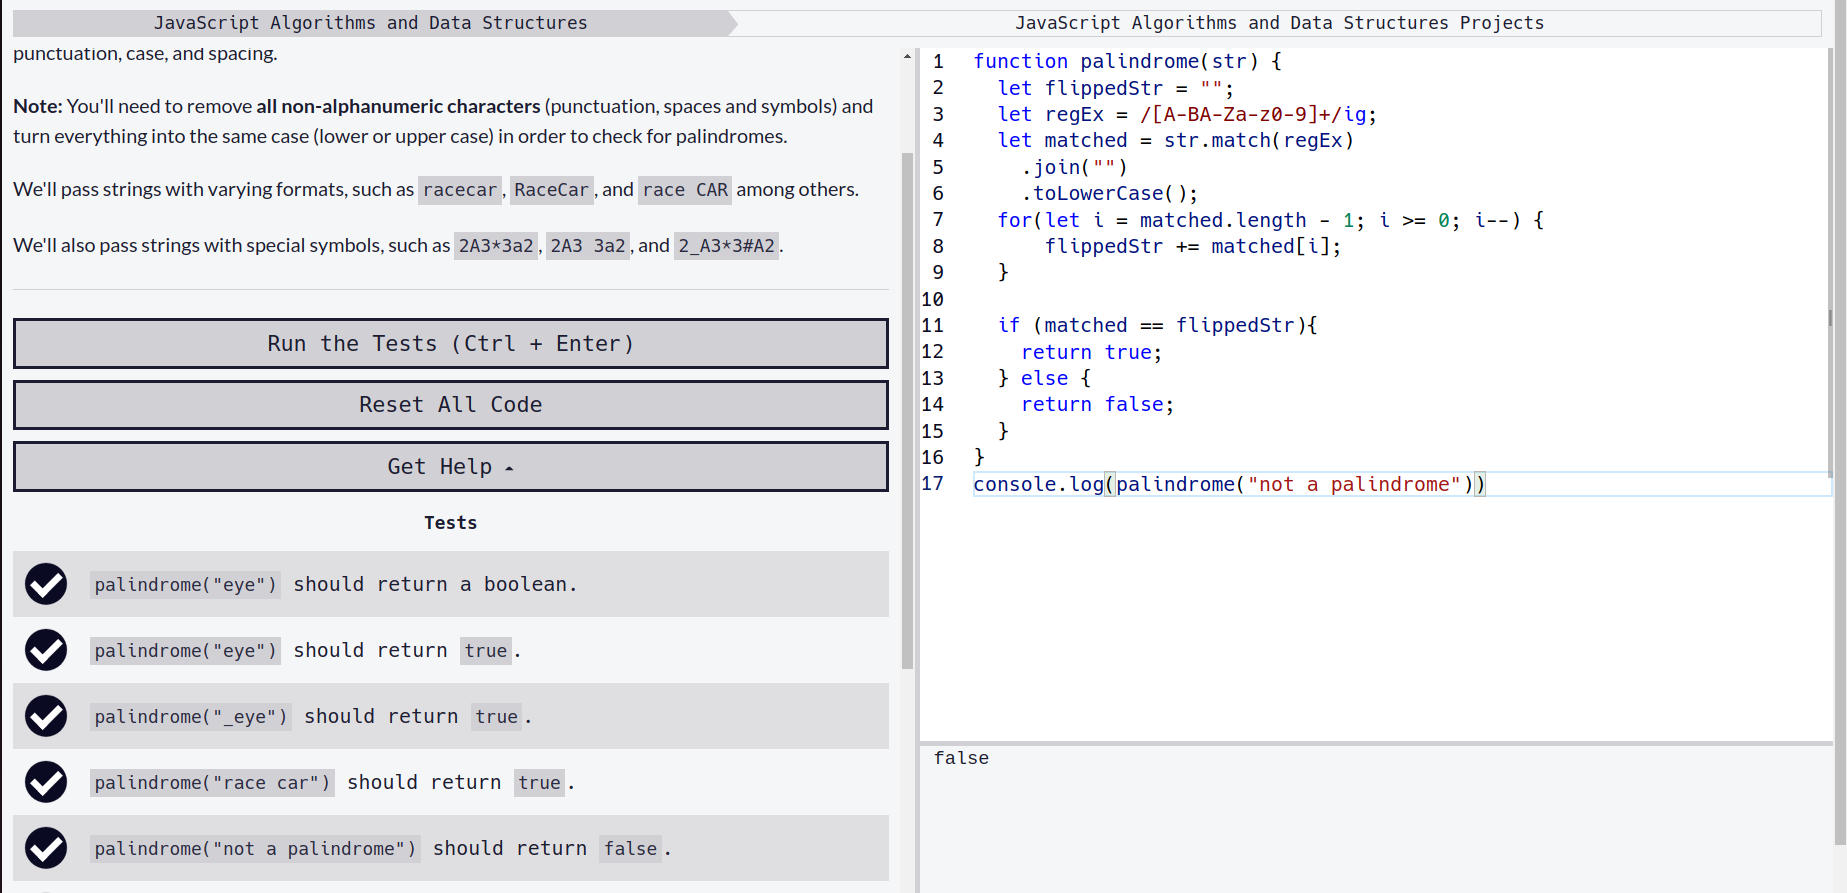 JavaScript Algorithms and Data Structures
JavaScript Algorithms and Data Structures Projects
punctuation, case, and spacing.
Note: You'll need to remove all non-alphanumeric characters (punctuation, spaces and symbols) and
turn everything into the same case (lower or upper case) in order to check for palindromes.
We'll pass strings with varying formats, such as racecar, RaceCar, and race CAR among others.
We'll also pass strings with special symbols, such as 2A3*3a2, 2A3 3a2, and 2_A3*3#A2.
Run the Tests (Ctrl + Enter)
Reset All Code
Get Help
Tests
palindrome("eye") should return a boolean.
palindrome("eye") should return true.
palindrome("_eye") should return true.
palindrome("race car") should return true.
palindrome("not a palindrome") should return false.
1 function palindrome(str) {
2 let flippedStr = "";
3 let regEx = /[A-BA-Za-z0-9]+/ig;
4 let matched = str.match(regEx)
5 .join("")
6 .toLowerCase();
7 for(let i = matched.length - 1; i >= 0; i--) {
8 flippedStr += matched[i];
9 }
10
11 if (matched == flippedStr){
12 return true;
13 } else {
14 return false;
15 }
16 }
17 console.log(palindrome("not a palindrome"))
false